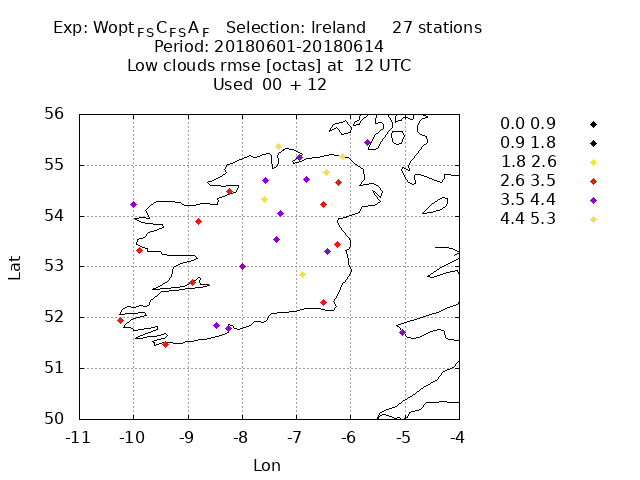 Exp: Wopt FS C FS A F Selection: Ireland 27 stations
Period: 20180601-20180614
Low clouds rmse [octas] at 12 UTC
Used 00 + 12
56
55
54
53
52
51
50
-11 -10 -9 -8 -7 -6 -5 -4
Lat
Lon
0.0 0.9
0.9 1.8
1.8 2.6
2.6 3.5
3.5 4.4
4.4 5.3